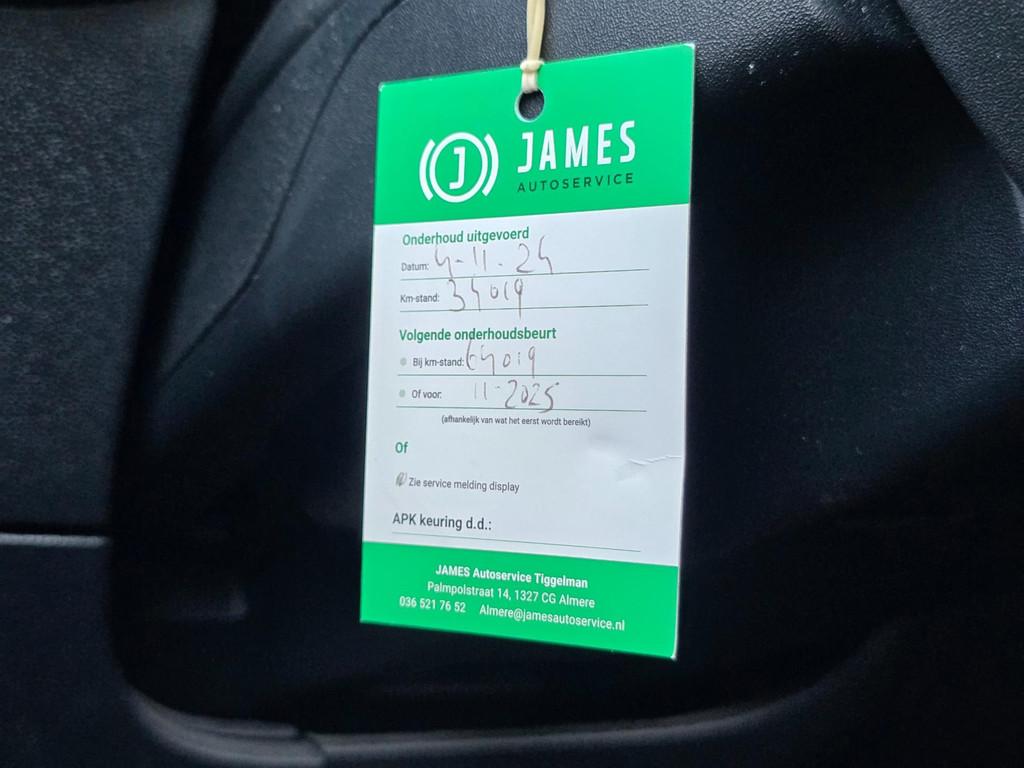 J JAMES
AUTOSERVICE
Onderhoud uitgevoerd
Datum: 4-11-24
Km-stand: 34019
Volgende onderhoudsbeurt
Bij km-stand: 64019
Of voor: 11-2025
(afhankelijk van wat het eerst wordt bereikt)
Of
Zie service melding display
APK keuring d.d.:
JAMES Autoservice Tiggelman
Palmpolstraat 14, 1327 CG Almere
036 521 76 52 Almere@jamesautoservice.nl